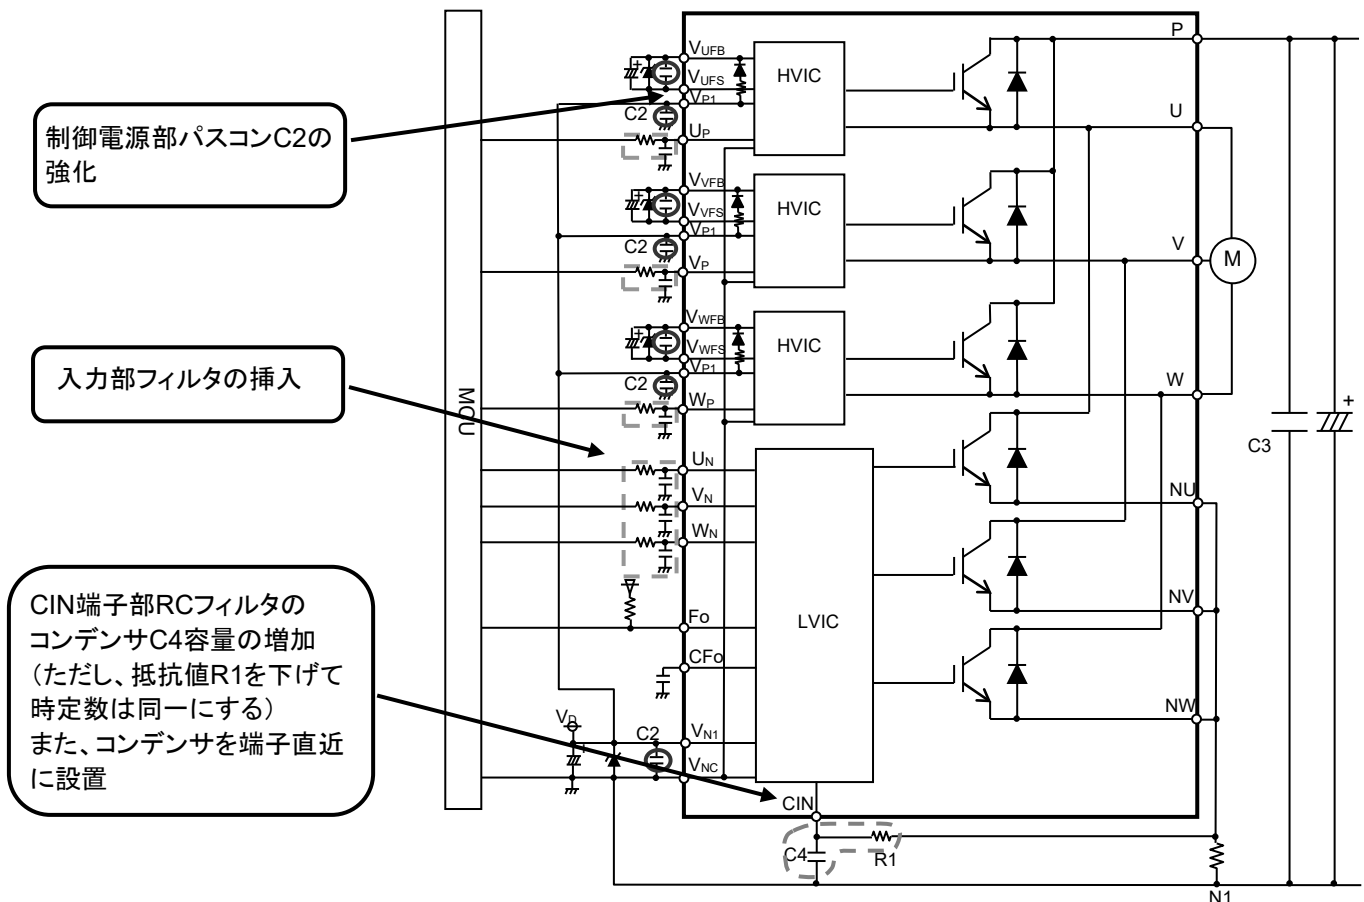 制御電源部パスコンC2の
強化
入力部フィルタの挿入
CIN端子部RCフィルタの
コンデンサC4容量の増加
(ただし、抵抗値R1を下げて
時定数は同一にする)
また、コンデンサを端子直近
に設置
MCU
VUFB
VUFS
VP1
C2
UP
HVIC
VVFB
VVFS
VP1
C2
VP
HVIC
VWFB
VWFS
VP1
C2
WP
HVIC
UN
VN
WN
Fo
CFo
LVIC
VD
C2
VN1
VNC
CIN
C4
R1
P
U
V
M
W
NU
NV
NW
C3
+
N1